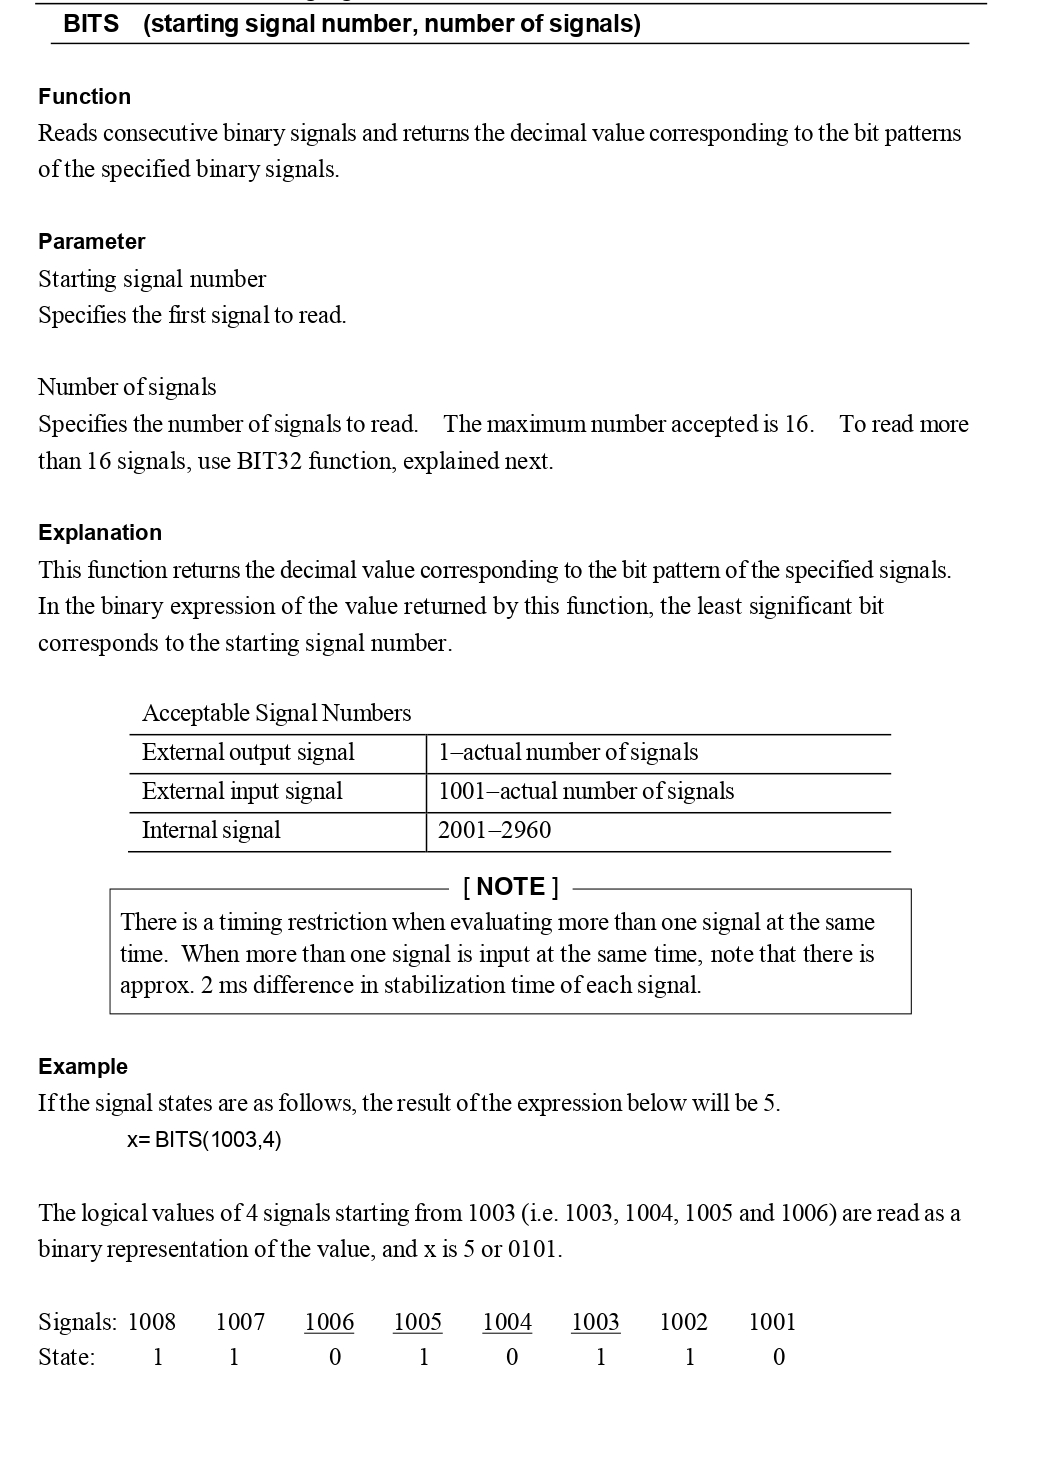 BITS (starting signal number, number of signals)
Function
Reads consecutive binary signals and returns the decimal value corresponding to the bit patterns
of the specified binary signals.
Parameter
Starting signal number
Specifies the first signal to read.
Number of signals
Specifies the number of signals to read. The maximum number accepted is 16. To read more
than 16 signals, use BIT32 function, explained next.
Explanation
This function returns the decimal value corresponding to the bit pattern of the specified signals.
In the binary expression of the value returned by this function, the least significant bit
corresponds to the starting signal number.
Acceptable Signal Numbers
External output signal 1–actual number of signals
External input signal 1001–actual number of signals
Internal signal 2001–2960
[ NOTE ]
There is a timing restriction when evaluating more than one signal at the same
time. When more than one signal is input at the same time, note that there is
approx. 2 ms difference in stabilization time of each signal.
Example
If the signal states are as follows, the result of the expression below will be 5.
x= BITS(1003,4)
The logical values of 4 signals starting from 1003 (i.e. 1003, 1004, 1005 and 1006) are read as a
binary representation of the value, and x is 5 or 0101.
Signals: 1008 1007 1006 1005 1004 1003 1002 1001
State: 1 1 0 1 0 1 1 0